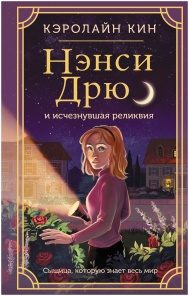 КЭРОЛАЙН КИН
НЭНСИ
ДРЮ
и исчезнувшая реликвия
Сыщица, которую знает весь мир